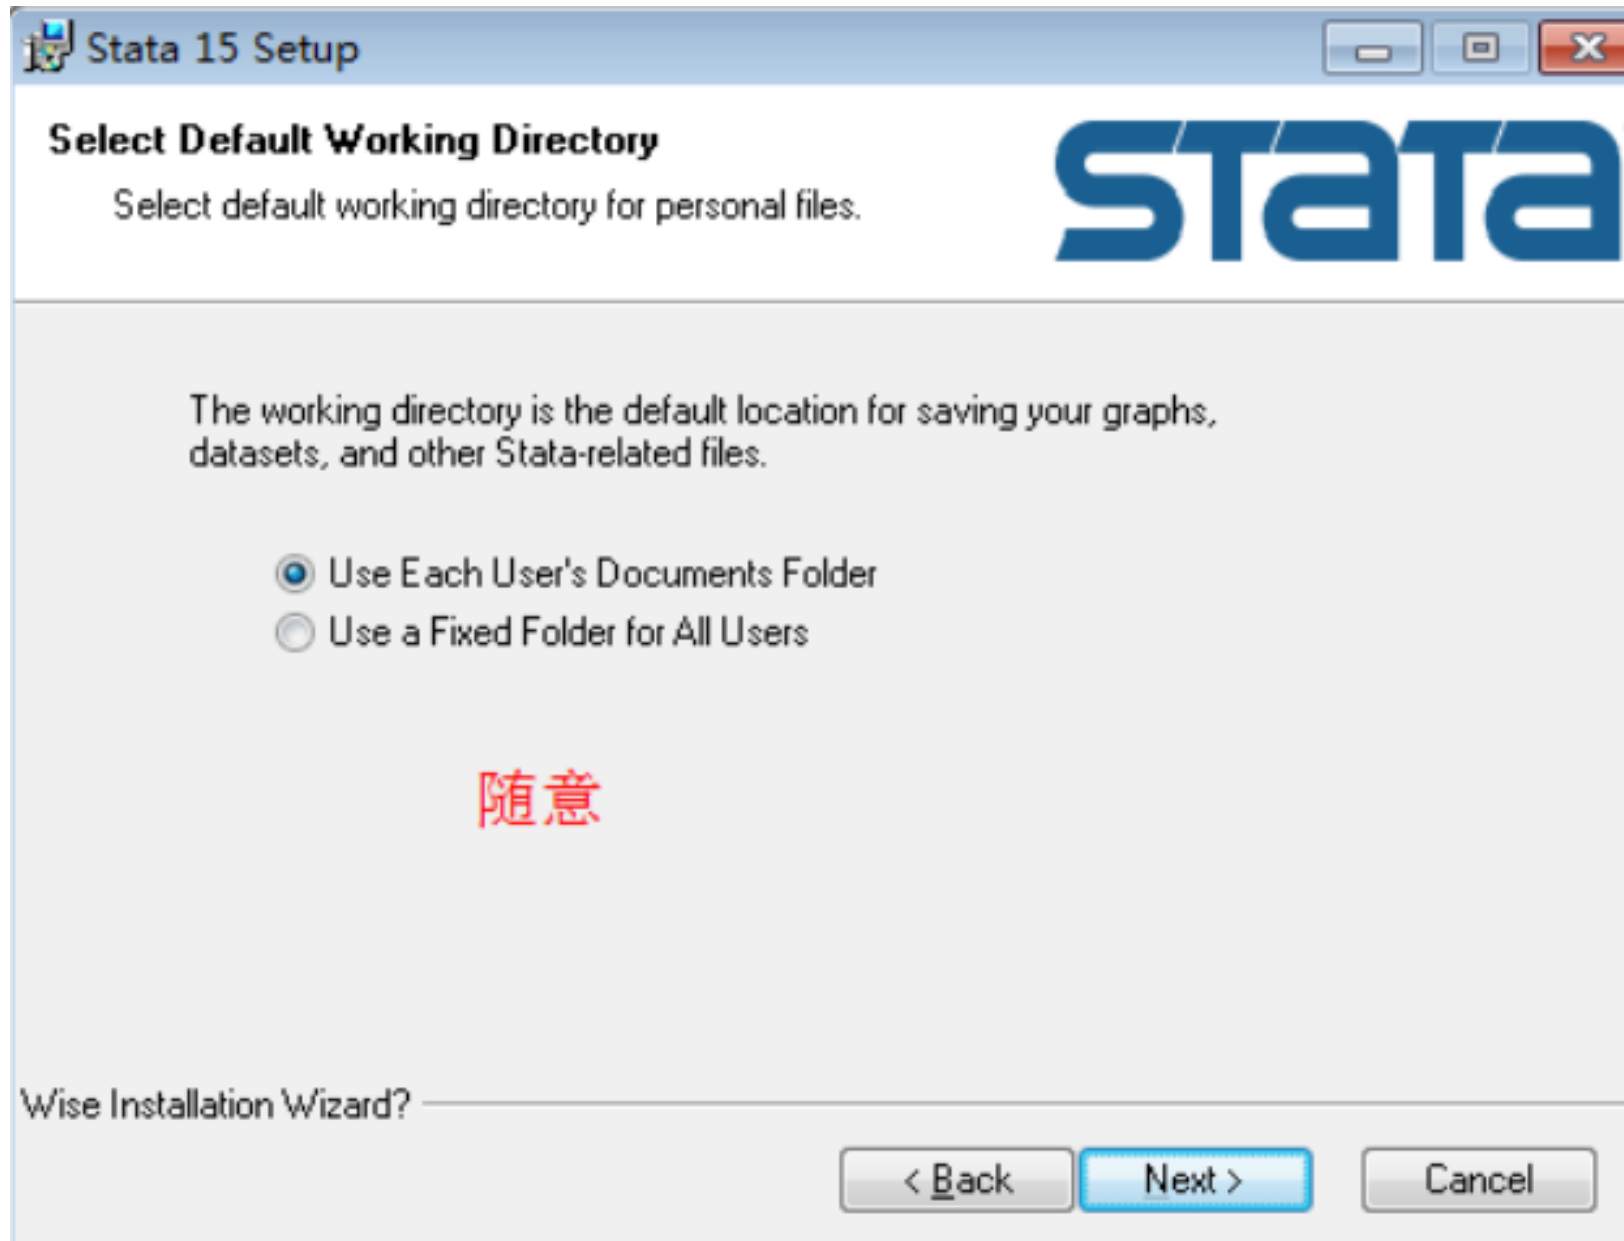 Stata 15 Setup
Select Default Working Directory
Select default working directory for personal files.
STATA
The working directory is the default location for saving your graphs,
datasets, and other Stata-related files.
Use Each User's Documents Folder
Use a Fixed Folder for All Users
随意
Wise Installation Wizard?
< Back
Next >
Cancel